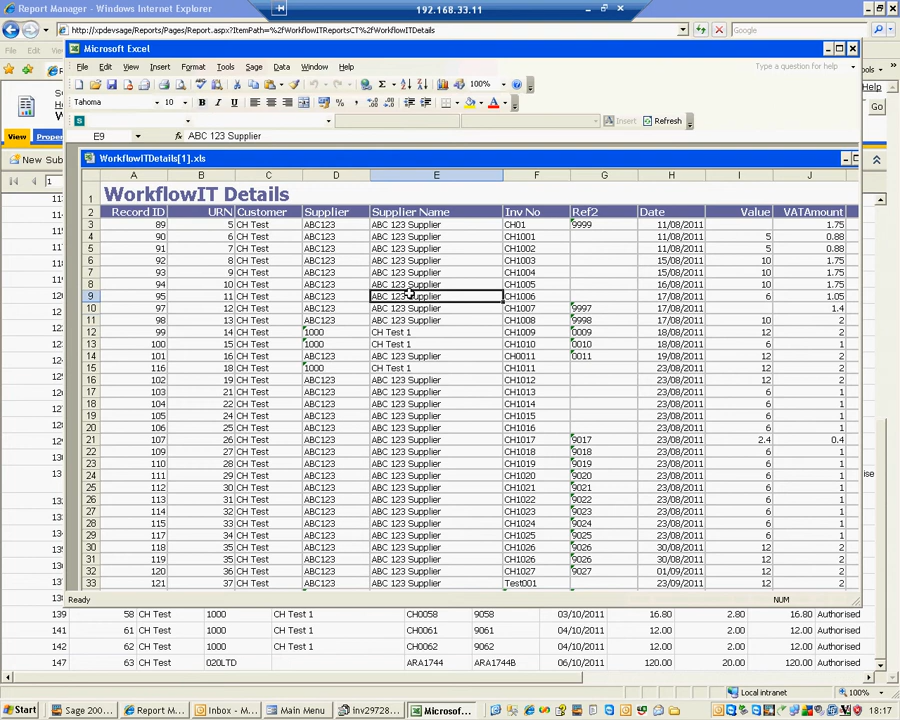 Report Manager - Windows Internet Explorer
192.168.33.11
http://xpdevsage/Reports/Pages/Report.aspx?ItemPath=%2fWorkflowITReportsCT%2fWorkflowITDetails
Google
Microsoft Excel
File Edit View Insert Format Tools Sage Data Window Help Type a question for help
100%
Tahoma 10 B I U
Insert Refresh
E9 fx ABC 123 Supplier
View Properties
New Sub
WorkflowITDetails[1].xls
A B C D E F G H I J
1 WorkflowIT Details
2 Record ID URN Customer Supplier Supplier Name Inv No Ref2 Date Value VATAmount
3 89 5 CH Test ABC123 ABC 123 Supplier CH01 9999 11/08/2011 1.75
4 90 6 CH Test ABC123 ABC 123 Supplier CH1001 11/08/2011 5 0.88
5 91 7 CH Test ABC123 ABC 123 Supplier CH1002 11/08/2011 5 0.88
6 92 8 CH Test ABC123 ABC 123 Supplier CH1003 15/08/2011 10 1.75
7 93 9 CH Test ABC123 ABC 123 Supplier CH1004 15/08/2011 10 1.75
8 94 10 CH Test ABC123 ABC 123 Supplier CH1005 16/08/2011 10 1.75
9 95 11 CH Test ABC123 ABC 123 Supplier CH1006 17/08/2011 6 1.05
10 97 12 CH Test ABC123 ABC 123 Supplier CH1007 9997 17/08/2011 1.4
11 98 13 CH Test ABC123 ABC 123 Supplier CH1008 9998 17/08/2011 10 2
12 99 14 CH Test 1000 CH Test 1 CH1009 0009 18/08/2011 12 2
13 100 15 CH Test 1000 CH Test 1 CH1010 0010 18/08/2011 6 1
14 101 16 CH Test ABC123 ABC 123 Supplier CH1009 0011 19/08/2011 12 2
15 116 18 CH Test 1000 CH Test 1 CH1011 23/08/2011 6 1
16 102 19 CH Test ABC123 ABC 123 Supplier CH1012 23/08/2011 12 2
17 103 21 CH Test ABC123 ABC 123 Supplier CH1013 23/08/2011 6 1
18 104 22 CH Test ABC123 ABC 123 Supplier CH1014 23/08/2011 6 1
19 105 24 CH Test ABC123 ABC 123 Supplier CH1015 23/08/2011 6 1
20 106 25 CH Test ABC123 ABC 123 Supplier CH1016 23/08/2011 6 1
21 107 26 CH Test ABC123 ABC 123 Supplier CH1017 9017 23/08/2011 2.4 0.4
22 109 27 CH Test ABC123 ABC 123 Supplier CH1018 9018 23/08/2011 6 1
23 110 28 CH Test ABC123 ABC 123 Supplier CH1019 9019 23/08/2011 6 1
24 111 29 CH Test ABC123 ABC 123 Supplier CH1020 9020 23/08/2011 6 1
25 112 30 CH Test ABC123 ABC 123 Supplier CH1021 9021 23/08/2011 6 1
26 113 31 CH Test ABC123 ABC 123 Supplier CH1022 9022 23/08/2011 6 1
27 114 32 CH Test ABC123 ABC 123 Supplier CH1023 9023 23/08/2011 6 1
28 115 33 CH Test ABC123 ABC 123 Supplier CH1024 9024 23/08/2011 6 1
29 117 34 CH Test ABC123 ABC 123 Supplier CH1025 9025 23/08/2011 6 1
30 118 35 CH Test ABC123 ABC 123 Supplier CH1026 9026 30/08/2011 12 2
31 119 35 CH Test ABC123 ABC 123 Supplier CH1026 9026 30/08/2011 12 2
32 120 36 CH Test ABC123 ABC 123 Supplier CH1027 9027 01/09/2011 12 2
33 121 37 CH Test ABC123 ABC 123 Supplier Test001 23/09/2011 12 2
Ready NUM
139 58 CH Test 1000 CH Test 1 CH0058 9058 03/10/2011 16.80 2.80 16.80 Authorised
141 61 CH Test 1000 CH Test 1 CH0061 9061 04/10/2011 12.00 2.00 12.00 Authorised
142 62 CH Test 1000 CH Test 1 CH0062 9062 04/10/2011 12.00 2.00 12.00 Authorised
147 63 CH Test 020LTD ARA1744 ARA1744B 06/10/2011 120.00 20.00 120.00 Authorised
Local intranet 100%
Start Sage 200... Report M... Inbox - M... Main Menu inv29728... Microsof... 18:17